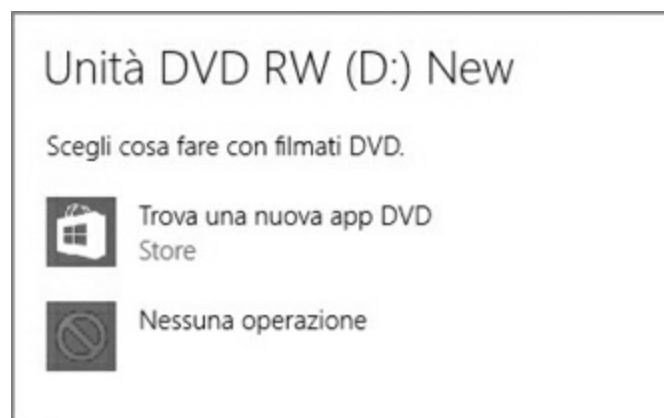 Unità DVD RW (D:) New
Scegli cosa fare con filmati DVD.
Trova una nuova app DVD
Store
Nessuna operazione